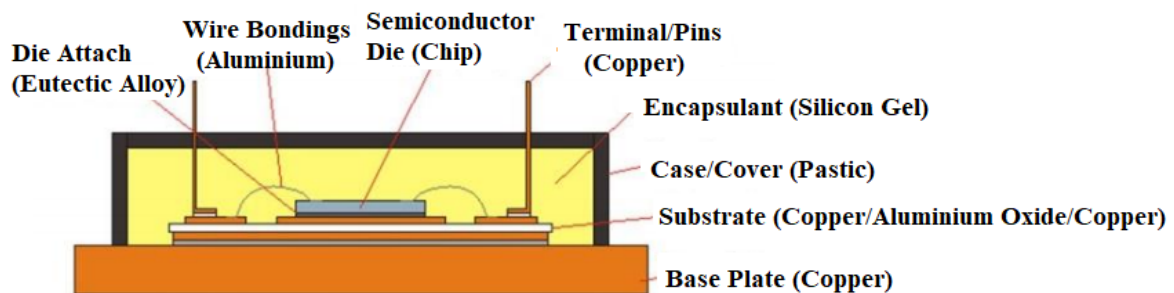 Wire Bondings
(Aluminium)
Semiconductor
Die (Chip)
Terminal/Pins
(Copper)
Die Attach
(Eutectic Alloy)
Encapsulant (Silicon Gel)
Case/Cover (Pastic)
Substrate (Copper/Aluminium Oxide/Copper)
Base Plate (Copper)